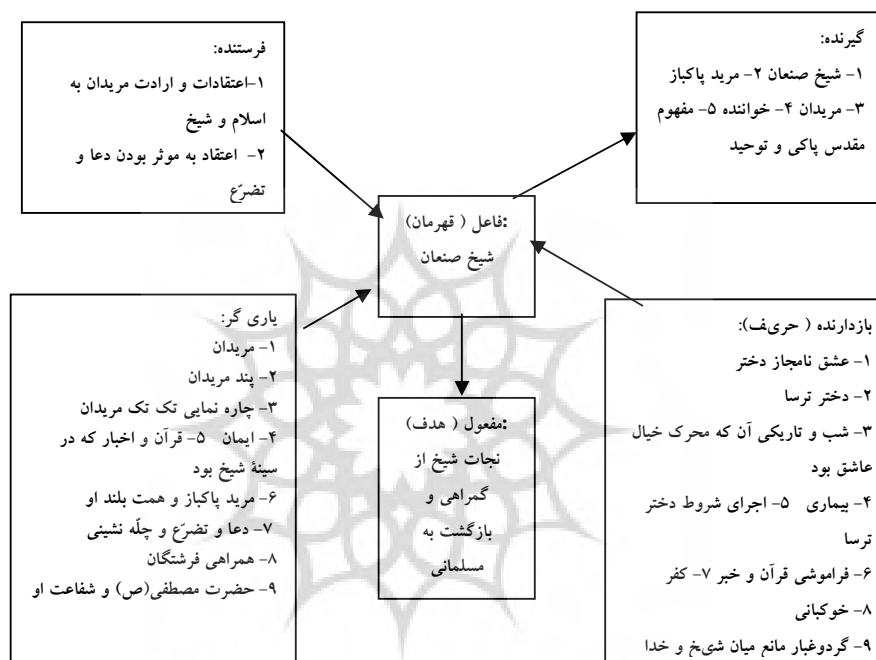 گیرنده:
۱- شیخ صنعان ۲- مرید پاکباز
۳- مریدان ۴- خواننده ۵- مفهوم
مقدس پاکی و توحید
فرستنده:
۱-اعتقادات و ارادت مریدان به
اسلام و شیخ
۲- اعتقاد به موثر بودن دعا و
تضرّع
:فاعل ( قهرمان)
شیخ صنعان
بازدارنده ( حریف):
۱- عشق نامجاز دختر
۲- دختر ترسا
۳- شب و تاریکی آن که محرک خیال
عاشق بود
۴- بیماری ۵- اجرای شروط دختر
ترسا
۶- فراموشی قرآن و خبر ۷- کفر
۸- خوکبانی
۹- گردوغبار مانع میان شیخ و خدا
:مفعول ( هدف)
نجات شیخ از
گمراهی و
بازگشت به
مسلمانی
یاری گر:
۱- مریدان
۲- پند مریدان
۳- چاره نمایی تک تک مریدان
۴- ایمان ۵- قرآن و اخبار که در
سینۀ شیخ بود
۶- مرید پاکباز و همت بلند او
۷- دعا و تضرّع و چلّه نشینی
۸- همراهی فرشتگان
۹- حضرت مصطفی(ص) و شفاعت او